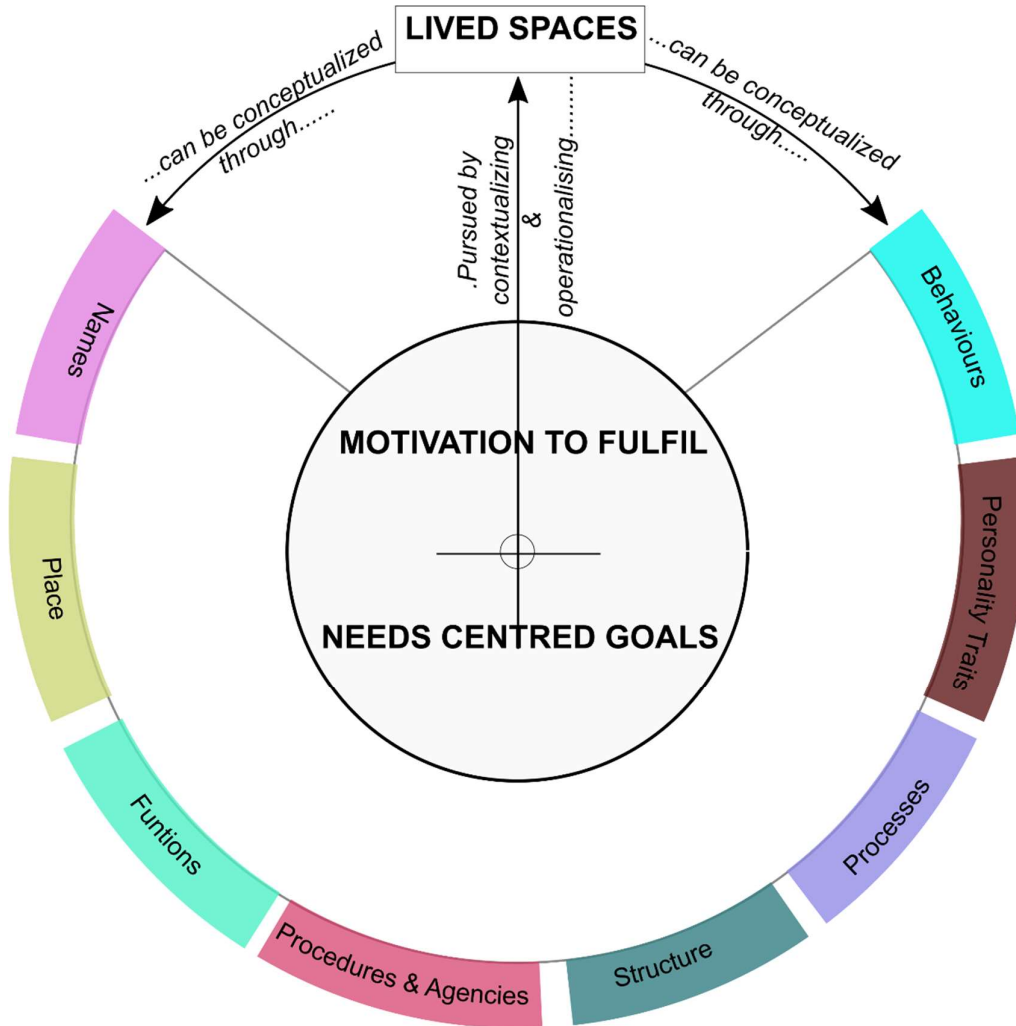 LIVED SPACES
...can be conceptualized
through......
...can be conceptualized
through.....
.Pursued by
contextualizing
&
operationalising.........
Names
Behaviours
MOTIVATION TO FULFIL
Place
Personality Traits
NEEDS CENTRED GOALS
Funtions
Processes
Procedures & Agencies
Structure